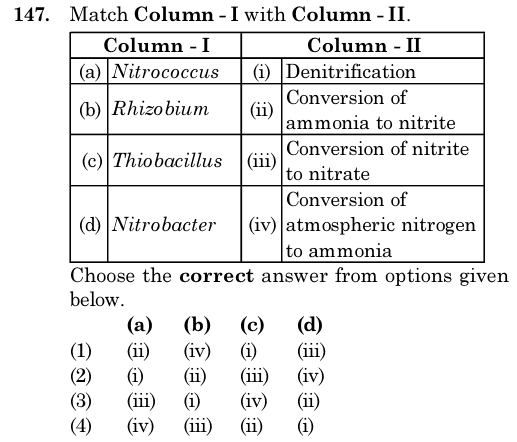 147. Match Column - I with Column - II.
Column - I Column - II
(a) Nitrococcus (i) Denitrification
(b) Rhizobium (ii) Conversion of
ammonia to nitrite
(c) Thiobacillus (iii) Conversion of nitrite
to nitrate
(d) Nitrobacter (iv) Conversion of
atmospheric nitrogen
to ammonia
Choose the correct answer from options given
below.
(a) (b) (c) (d)
(1) (ii) (iv) (i) (iii)
(2) (i) (ii) (iii) (iv)
(3) (iii) (i) (iv) (ii)
(4) (iv) (iii) (ii) (i)